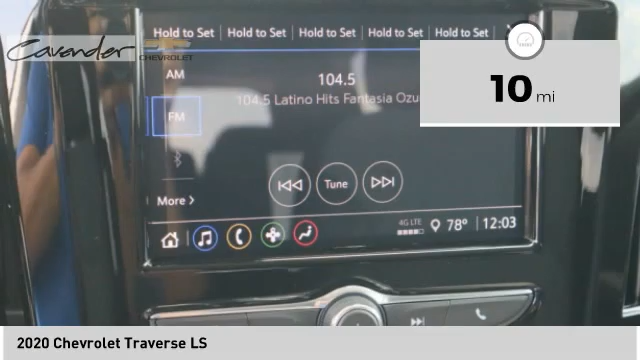 Hold to Set Hold to Set Hold to Set Hold to Set Hold to Set
Cavender
CHEVROLET
AM
104.5
104.5 Latino Hits Fantasia Ozu
10 mi
FM
Tune
More >
4G LTE
78° 12:03
2020 Chevrolet Traverse LS